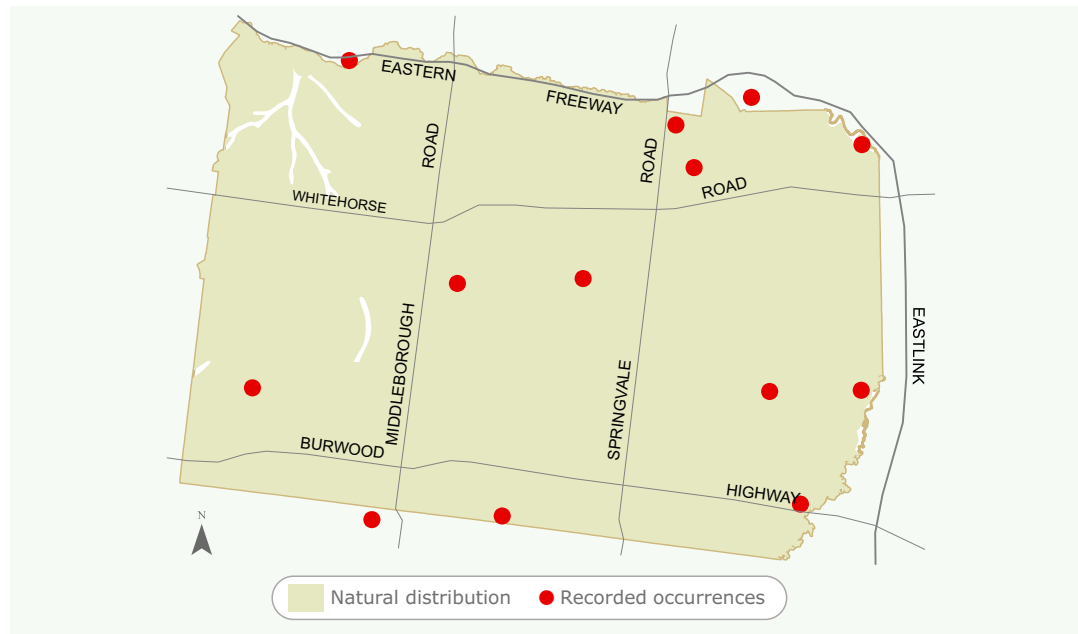 EASTERN
FREEWAY
ROAD
ROAD
ROAD
WHITEHORSE
MIDDLEBOROUGH
EASTLINK
SPRINGVALE
BURWOOD
HIGHWAY
N
Natural distribution
Recorded occurrences